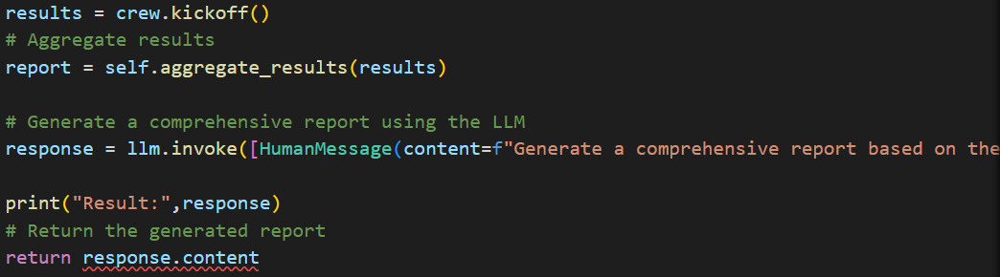 results = crew.kickoff()
# Aggregate results
report = self.aggregate_results(results)
# Generate a comprehensive report using the LLM
response = llm.invoke([HumanMessage(content=f"Generate a comprehensive report based on the
print("Result:",response)
# Return the generated report
return response.content